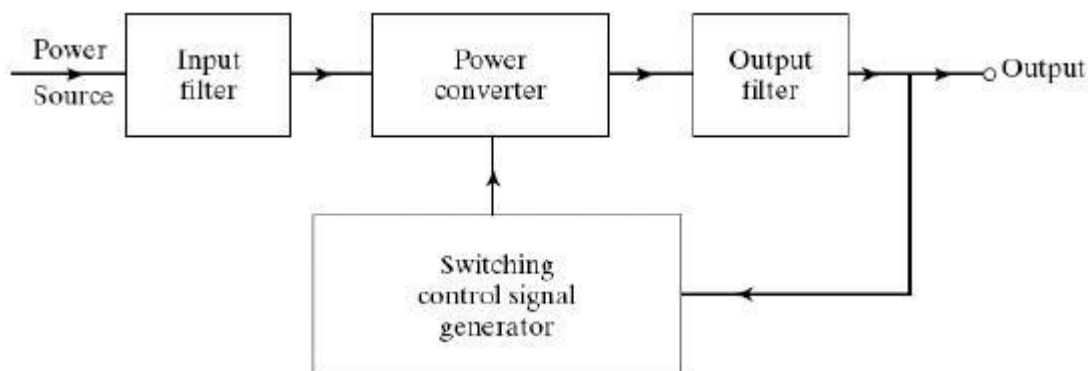 Power
Source
Input
filter
Power
converter
Output
filter
Output
Switching
control signal
generator